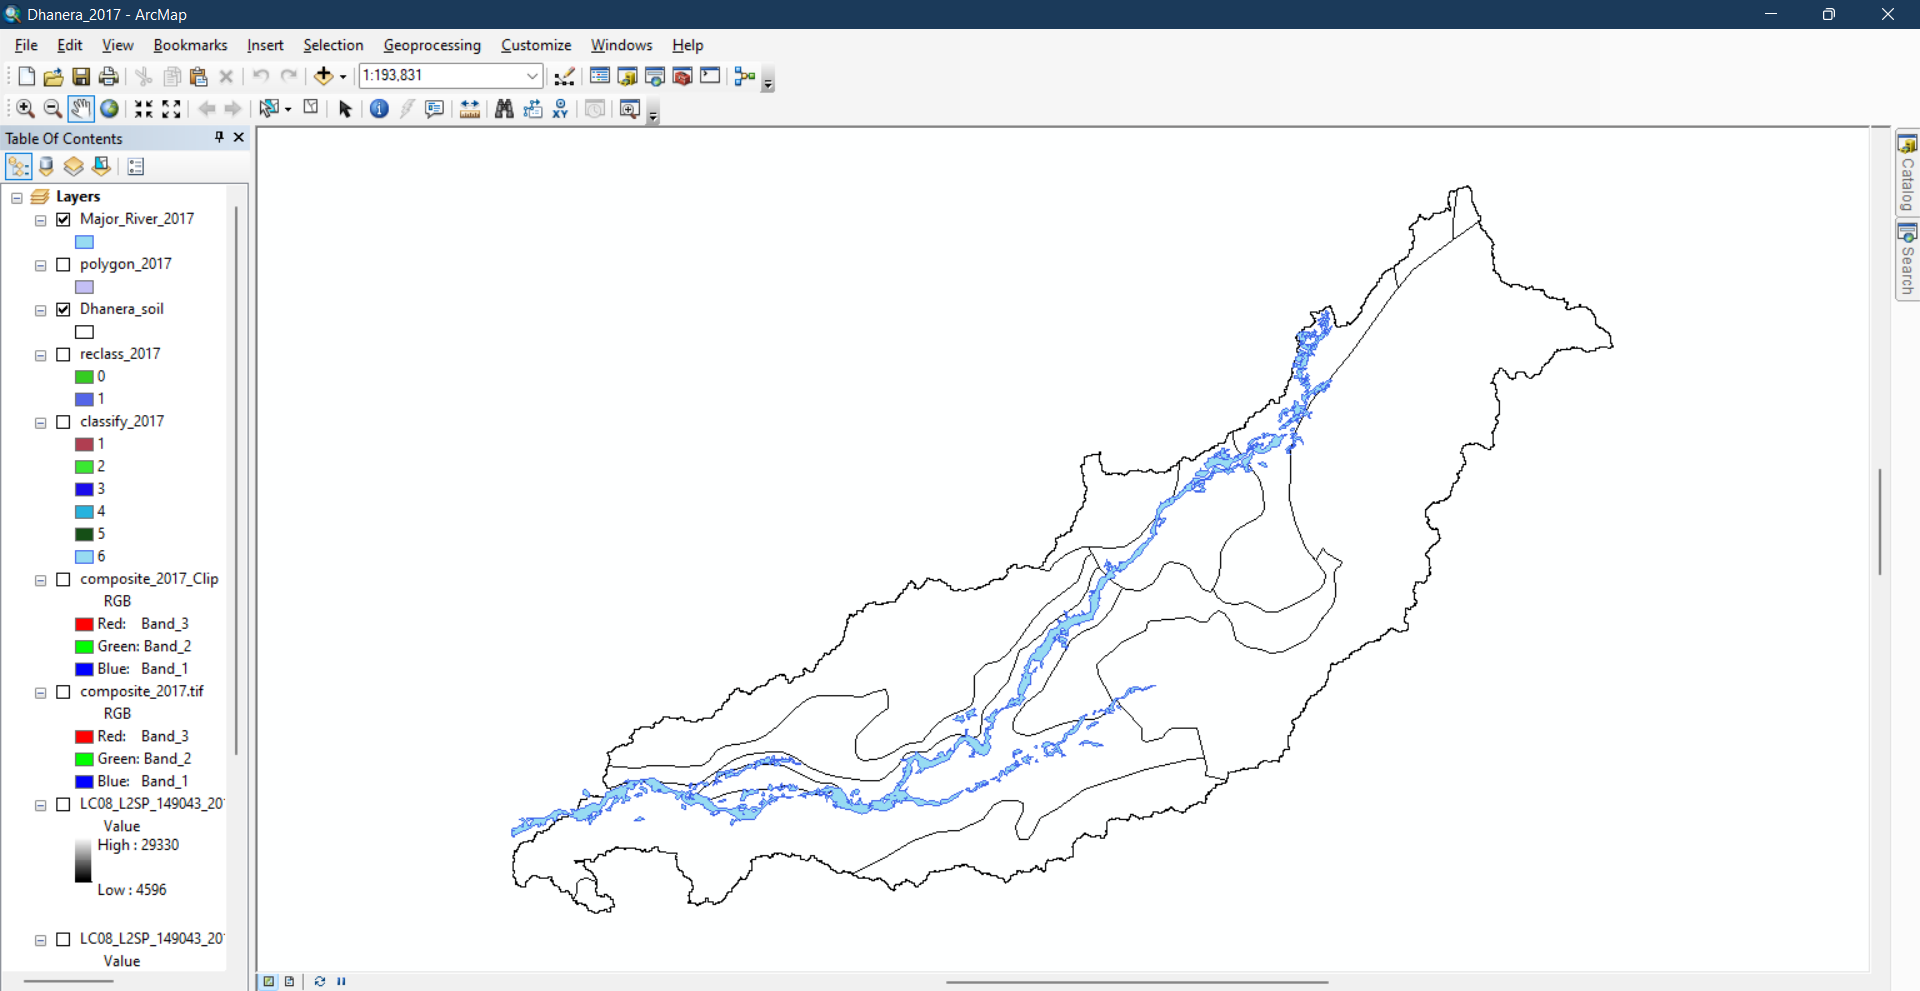 Dhanera_2017 - ArcMap
File Edit View Bookmarks Insert Selection Geoprocessing Customize Windows Help
1:193,831
XY
Table Of Contents
Layers
Major_River_2017
polygon_2017
Dhanera_soil
reclass_2017
0
1
classify_2017
1
2
3
4
5
6
composite_2017_Clip
RGB
Red: Band_3
Green: Band_2
Blue: Band_1
composite_2017.tif
RGB
Red: Band_3
Green: Band_2
Blue: Band_1
LC08_L2SP_149043_20
Value
High : 29330
Low : 4596
LC08_L2SP_149043_20
Value
Catalog
Search